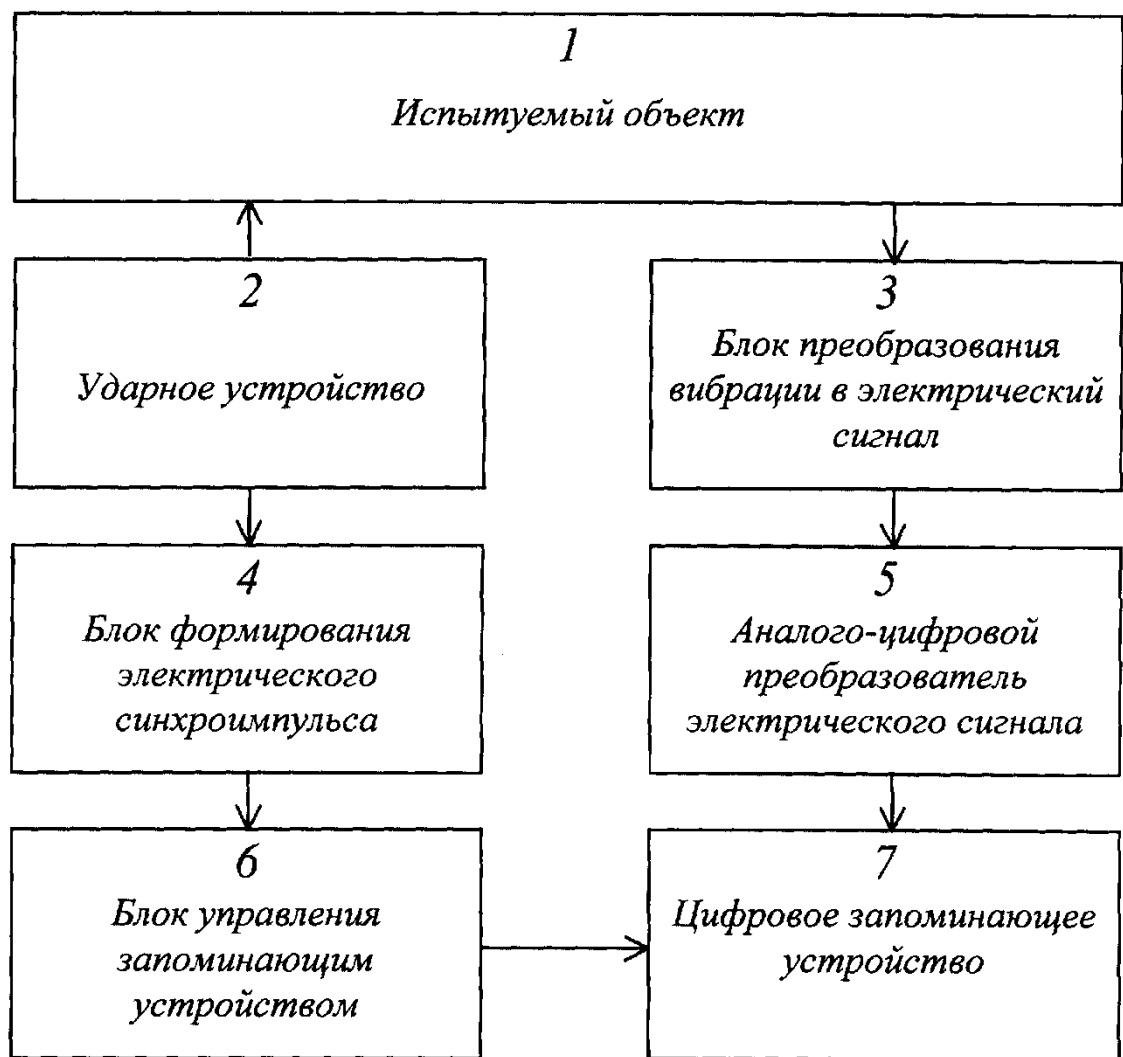 1
Испытуемый объект
2
Ударное устройство
3
Блок преобразования
вибрации в электрический
сигнал
4
Блок формирования
электрического
синхроимпульса
5
Аналого-цифровой
преобразователь
электрического сигнала
6
Блок управления
запоминающим
устройством
7
Цифровое запоминающее
устройство